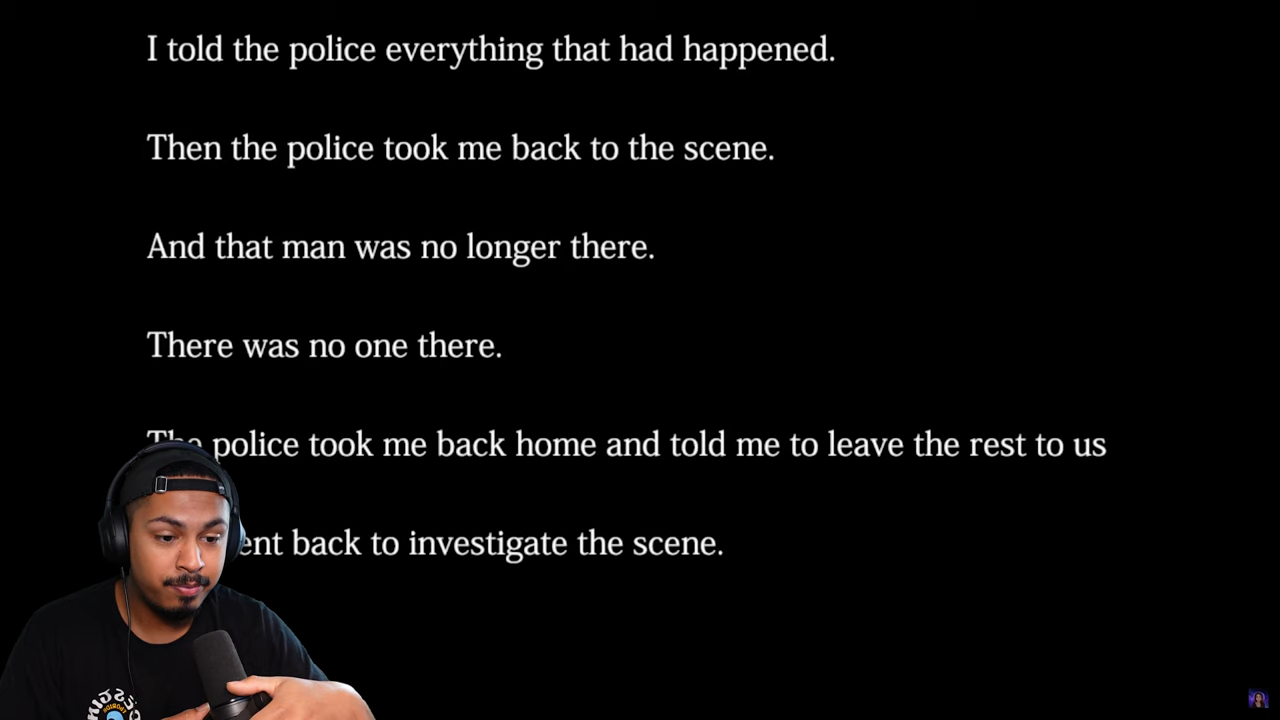 I told the police everything that had happened.
Then the police took me back to the scene.
And that man was no longer there.
There was no one there.
The police took me back home and told me to leave the rest to us
back to investigate the scene.